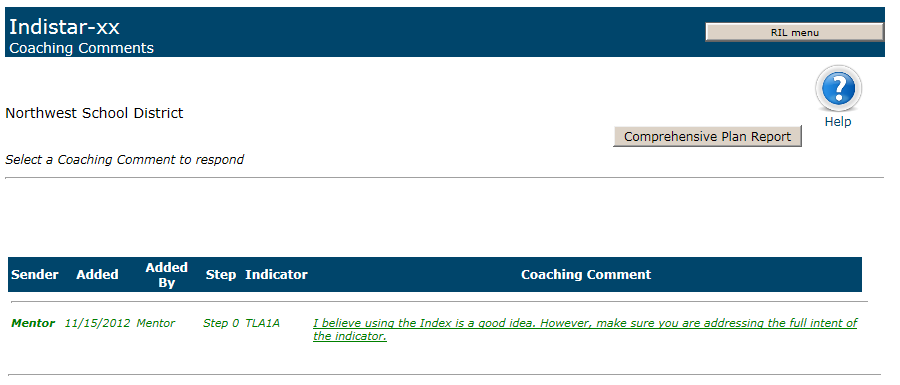 Indistar-xx
Coaching Comments
RIL menu
Help
Northwest School District
Comprehensive Plan Report
Select a Coaching Comment to respond
Sender Added Added By Step Indicator Coaching Comment
Mentor 11/15/2012 Mentor Step 0 TLA1A I believe using the Index is a good idea. However, make sure you are addressing the full intent of
the indicator.